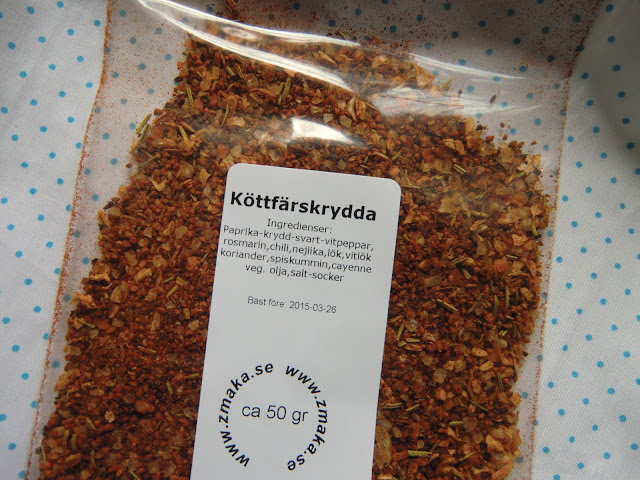 Köttfärskrydda
Ingredienser:
Paprika-krydd-svart-vitpeppar,
rosmarin,chili,nejlika,lök,vitlök
koriander,spiskummin,cayenne
veg. olja,salt-socker
Bäst före: 2015-03-26
www.zmaka.se www.zmaka.se
ca 50 gr